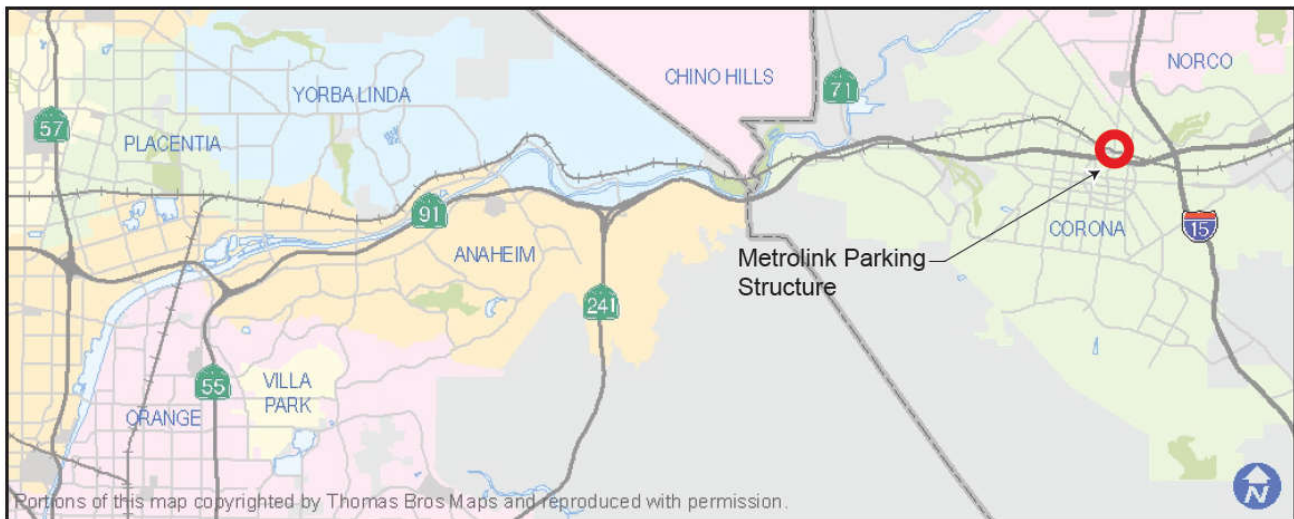 CHINO HILLS
NORCO
71
YORBA LINDA
57
PLACENTIA
91
ANAHEIM
CORONA
15
Metrolink Parking
Structure
241
55
VILLA
PARK
ORANGE
Portions of this map copyrighted by Thomas Bros Maps and reproduced with permission.
N